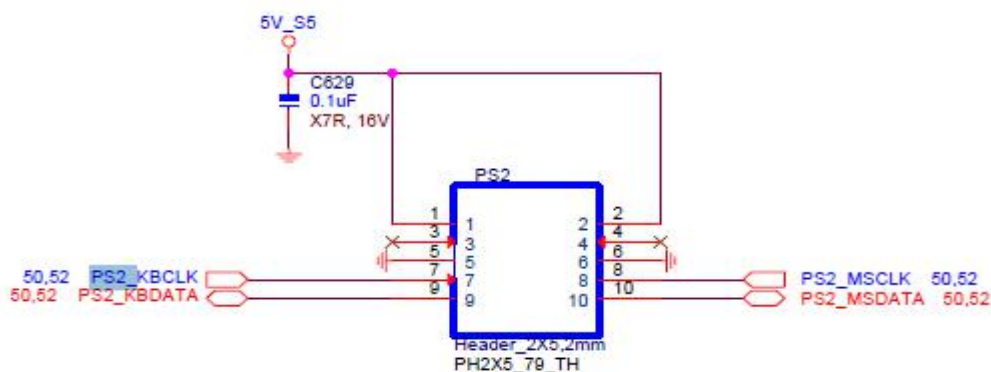 5V_S5
C629
0.1uF
X7R, 16V
PS2
1 1 2 2
3 3 4 4
5 5 6 6
50,52 PS2_KBCLK 7 7 8 8 PS2_MSCLK 50,52
50,52 PS2_KBDATA 9 9 10 10 PS2_MSDATA 50,52
Header_2X5,2mm
PH2X5_79_TH